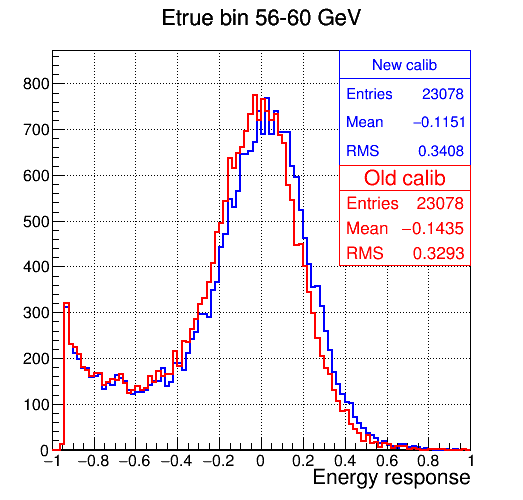 Etrue bin 56-60 GeV
New calib
Entries 23078
Mean −0.1151
RMS 0.3408
Old calib
Entries 23078
Mean −0.1435
RMS 0.3293
800
700
600
500
400
300
200
100
0
−1 −0.8 −0.6 −0.4 −0.2 0 0.2 0.4 0.6 0.8 1
Energy response